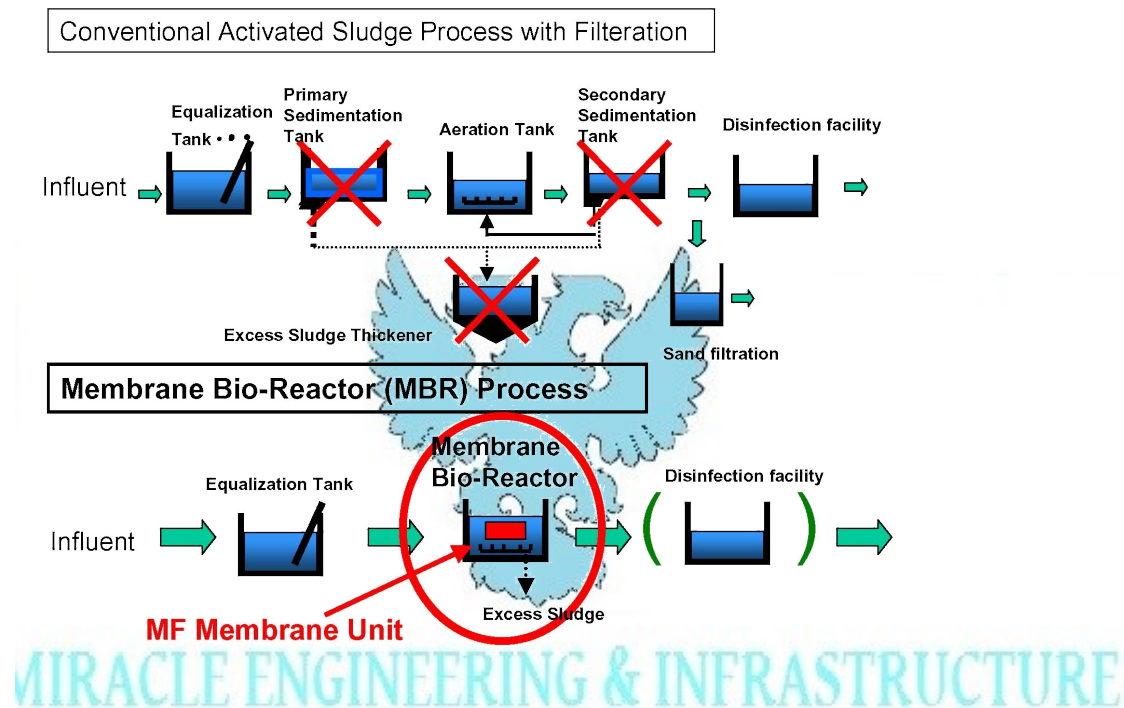 Conventional Activated Sludge Process with Filteration
Equalization
Tank・・・
Primary
Sedimentation
Tank
Aeration Tank
Secondary
Sedimentation
Tank
Disinfection facility
Influent
Excess Sludge Thickener
Sand filtration
Membrane Bio-Reactor (MBR) Process
Membrane
Bio-Reactor
Equalization Tank
Disinfection facility
Influent
( )
Excess Sludge
MF Membrane Unit
MIRACLE ENGINEERING & INFRASTRUCTURE